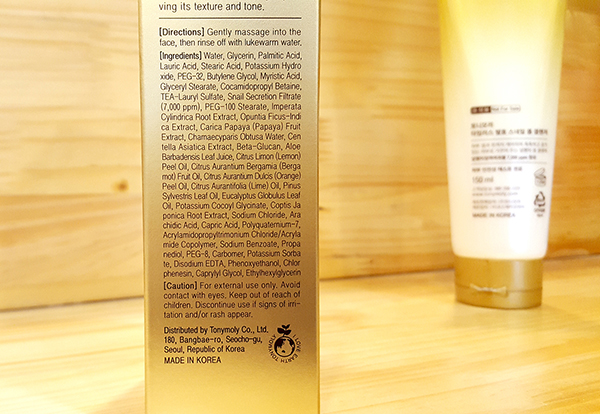 ving its texture and tone.
[Directions] Gently massage into the
face, then rinse off with lukewarm water.
[Ingredients] Water, Glycerin, Palmitic Acid,
Lauric Acid, Stearic Acid, Potassium Hydro
xide, PEG-32, Butylene Glycol, Myristic Acid,
Glyceryl Stearate, Cocamidopropyl Betaine,
TEA-Lauryl Sulfate, Snail Secretion Filtrate
(7,000 ppm), PEG-100 Stearate, Imperata
Cylindrica Root Extract, Opuntia Ficus-Indi
ca Extract, Carica Papaya (Papaya) Fruit
Extract, Chamaecyparis Obtusa Water, Cen
tella Asiatica Extract, Beta-Glucan, Aloe
Barbadensis Leaf Juice, Citrus Limon (Lemon)
Peel Oil, Citrus Aurantium Bergamia (Berga
mot) Fruit Oil, Citrus Aurantium Dulcis (Orange)
Peel Oil, Citrus Aurantifolia (Lime) Oil, Pinus
Sylvestris Leaf Oil, Eucalyptus Globulus Leaf
Oil, Potassium Cocoyl Glycinate, Coptis Ja
ponica Root Extract, Sodium Chloride, Ara
chidic Acid, Capric Acid, Polyquaternium-7,
Acrylamidopropyltrimonium Chloride/Acryla
mide Copolymer, Sodium Benzoate, Propa
nediol, PEG-8, Carbomer, Potassium Sorba
te, Disodium EDTA, Phenoxyethanol, Chlor
phenesin, Caprylyl Glycol, Ethylhexylglycerin
[Caution] For external use only. Avoid
contact with eyes. Keep out of reach of
children. Discontinue use if signs of irri-
tation and/or rash appear.
Distributed by Tonymoly Co., Ltd.
180, Bangbae-ro, Seocho-gu,
Seoul, Republic of Korea
MADE IN KOREA
150 ml
MADE IN KOREA